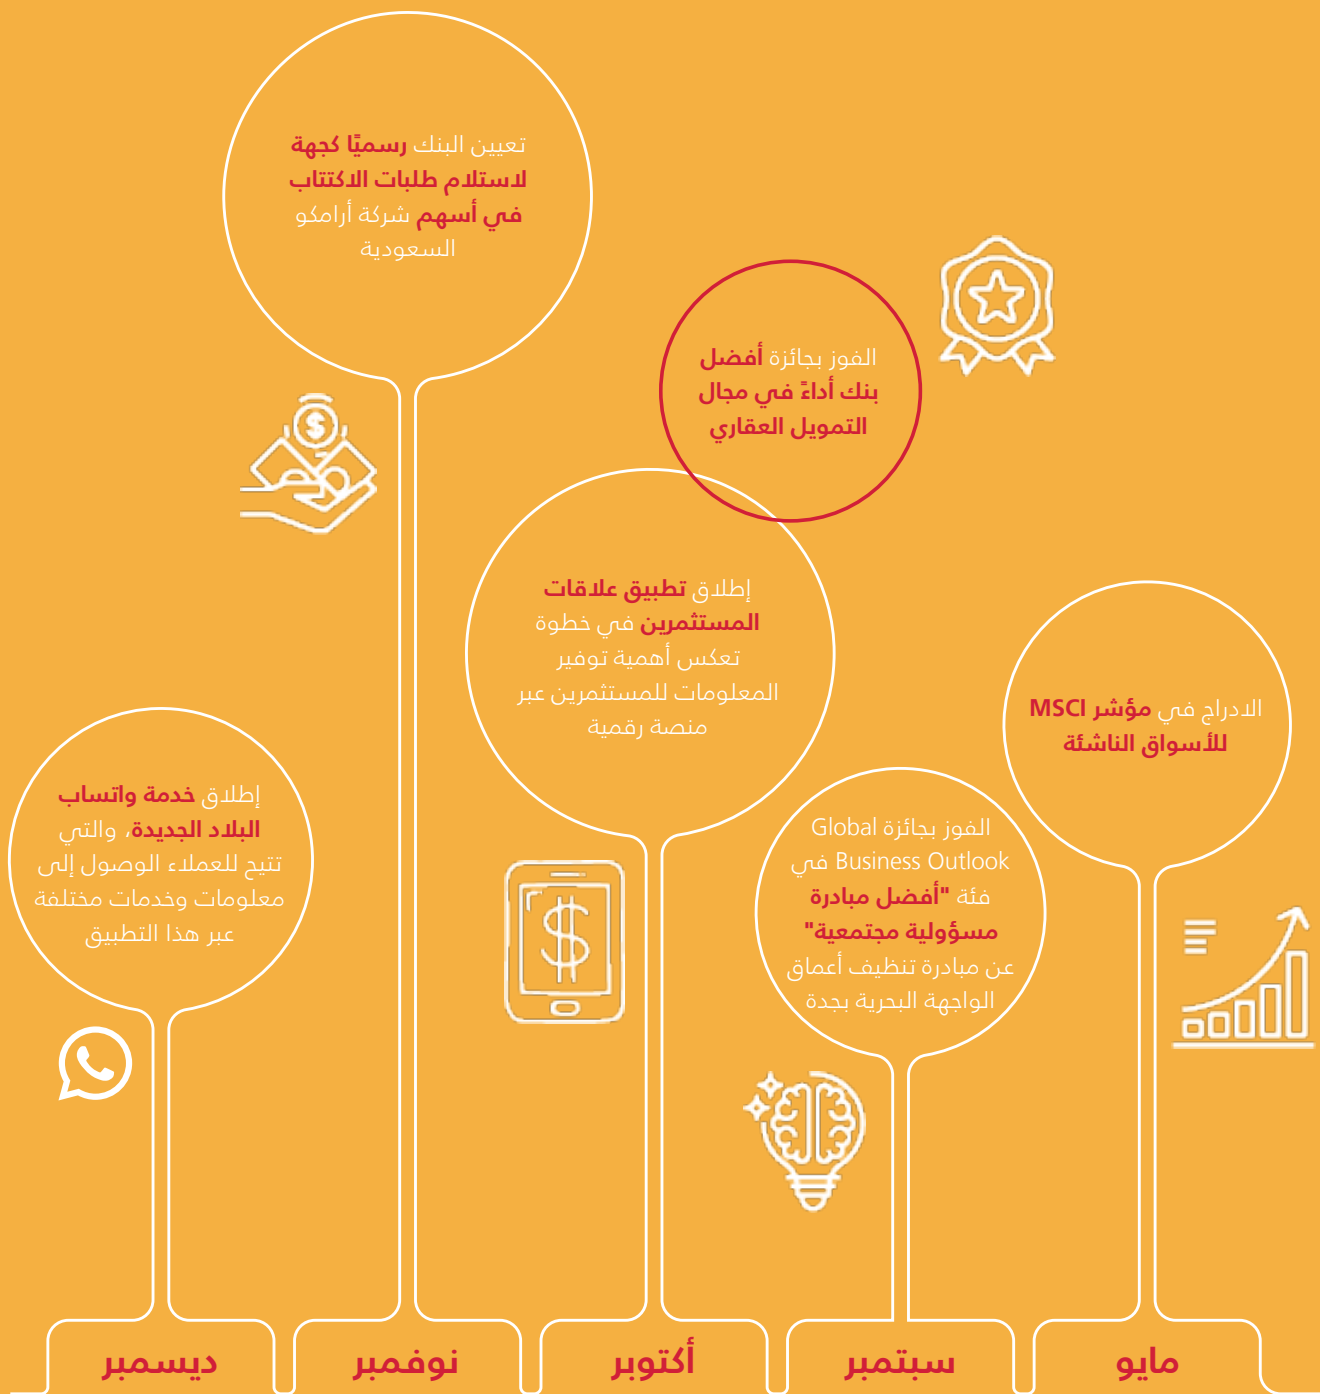 تعيين البنك رسميًا كجهة
لاستلام طلبات الاكتتاب
في أسهم شركة أرامكو
السعودية
الفوز بجائزة أفضل
بنك أداءً في مجال
التمويل العقاري
إطلاق تطبيق علاقات
المستثمرين في خطوة
تعكس أهمية توفير
المعلومات للمستثمرين عبر
منصة رقمية
الادراج في مؤشر MSCI
للأسواق الناشئة
إطلاق خدمة واتساب
البلاد الجديدة، والتي
تتيح للعملاء الوصول إلى
معلومات وخدمات مختلفة
عبر هذا التطبيق
الفوز بجائزة Global
Business Outlook في
فئة "أفضل مبادرة
مسؤولية مجتمعية"
عن مبادرة تنظيف أعماق
الواجهة البحرية بجدة
مايو
سبتمبر
أكتوبر
نوفمبر
ديسمبر